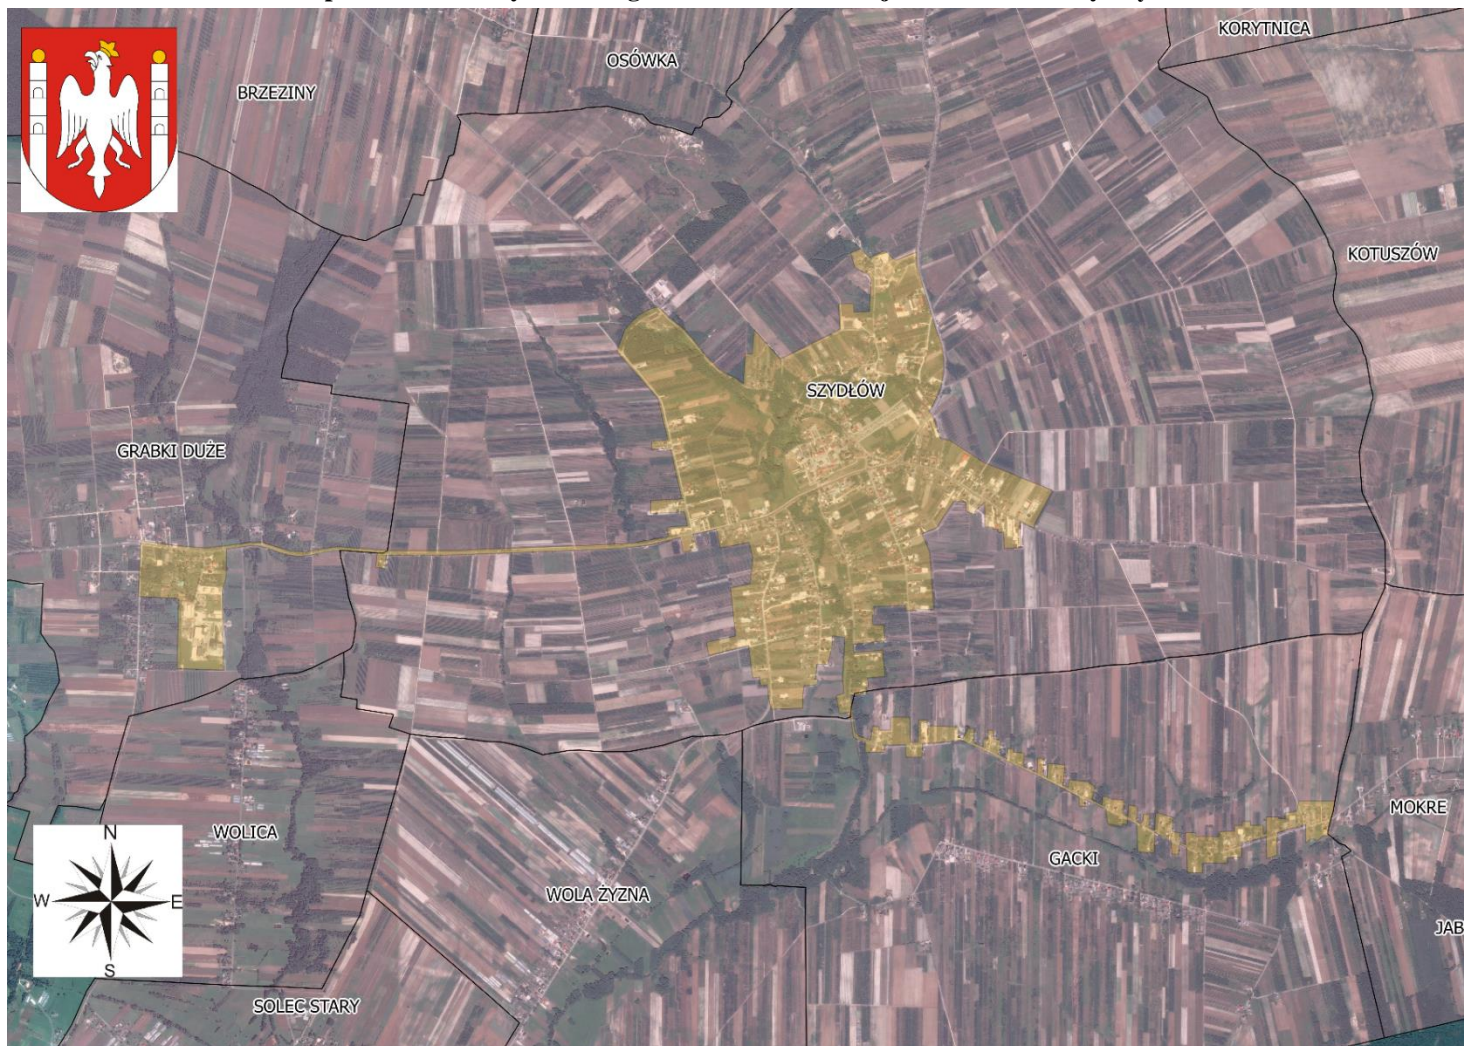 KORYTNICA
OSÓWKA
BRZEZINY
KOTUSZÓW
SZYDŁÓW
GRABKI DUŻE
MOKRE
WOLICA
GACKI
WOLA ŻYZNA
JAB
SOLEC STARY
N
W
E
S